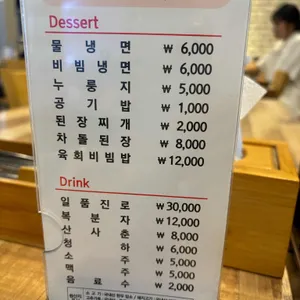 Dessert
물냉면 ₩ 6,000
비빔냉면 ₩ 6,000
누룽지 ₩ 5,000
공기밥 ₩ 1,000
된장찌개 ₩ 2,000
차돌된장 ₩ 8,000
육회비빔밥 ₩ 12,000
Drink
일품진로 ₩ 30,000
복분자 ₩ 12,000
산사춘 ₩ 8,000
청하 ₩ 6,000
소주 ₩ 5,000
맥주 ₩ 5,000
음료수 ₩ 2,000